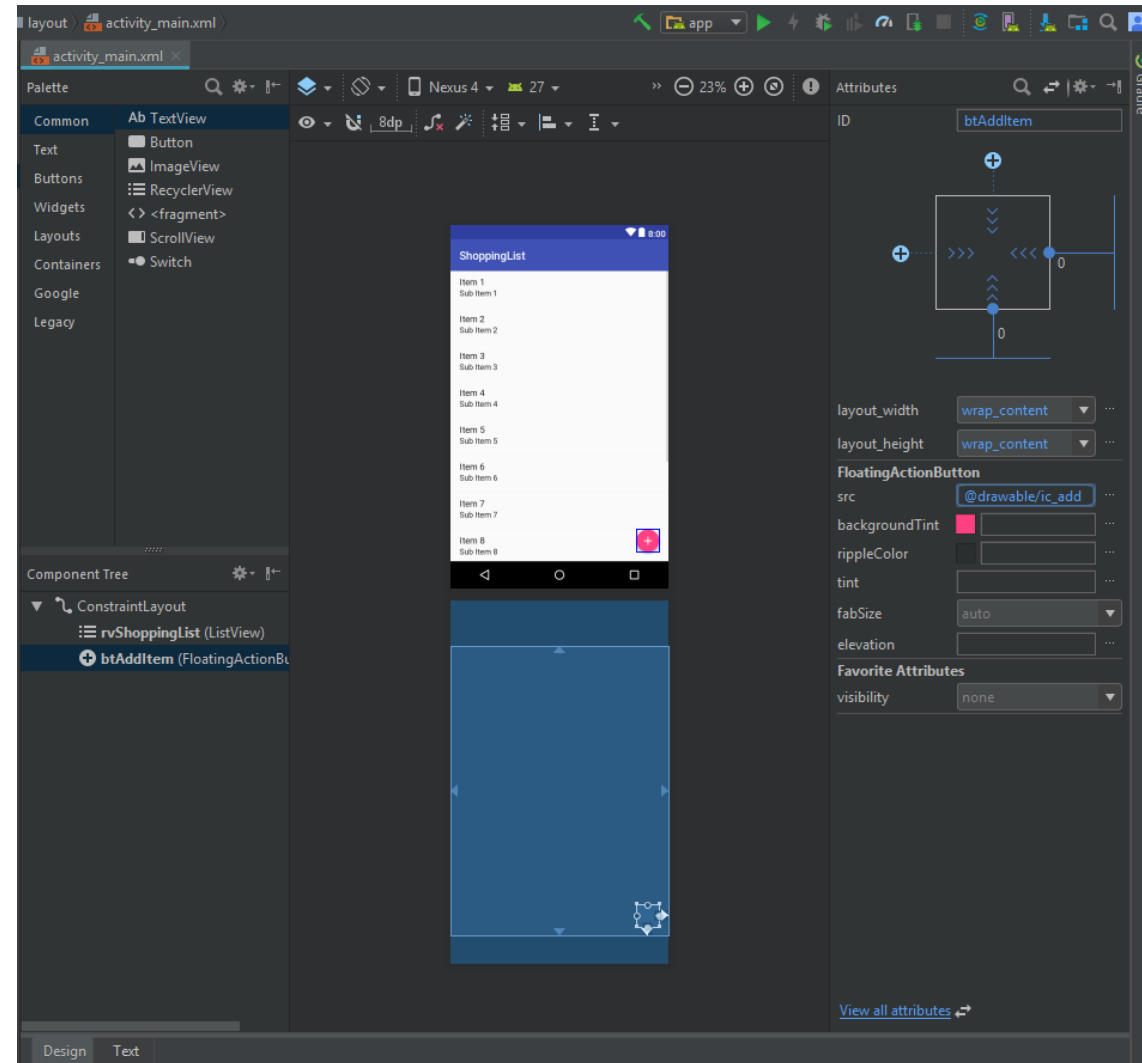 layout
activity_main.xml
app
activity_main.xml
Palette
Nexus 4
27
23%
Attributes
Gradle
Common
Text
Buttons
Widgets
Layouts
Containers
Google
Legacy
Ab TextView
Button
ImageView
RecyclerView
<fragment>
ScrollView
Switch
8dp
8:00
ShoppingList
Item 1
Sub Item 1
Item 2
Sub Item 2
Item 3
Sub Item 3
Item 4
Sub Item 4
Item 5
Sub Item 5
Item 6
Sub Item 6
Item 7
Sub Item 7
Item 8
Sub Item 8
ID
btAddItem
0
0
layout_width
wrap_content
layout_height
wrap_content
FloatingActionButton
src
@drawable/ic_add
backgroundTint
rippleColor
tint
fabSize
auto
elevation
Favorite Attributes
visibility
none
View all attributes
Component Tree
ConstraintLayout
rvShoppingList (ListView)
btAddItem (FloatingActionBu
Design
Text